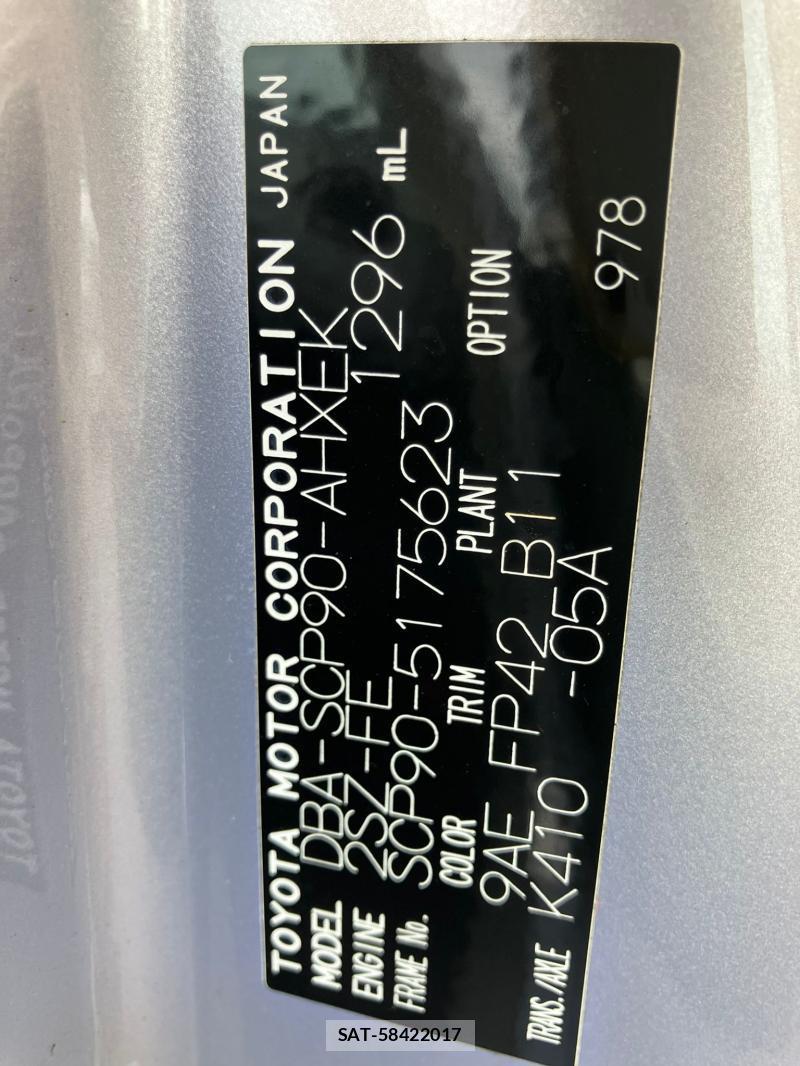 TOYOTA MOTOR CORPORATION JAPAN
MODEL DBA-SCP90-AHXEK
ENGINE 2SZ-FE 1296 mL
FRAME No. SCP90-5175623
COLOR TRIM PLANT OPTION
9AE FP42 B11
TRANS./AXLE K410 -05A 978
SAT-58422017